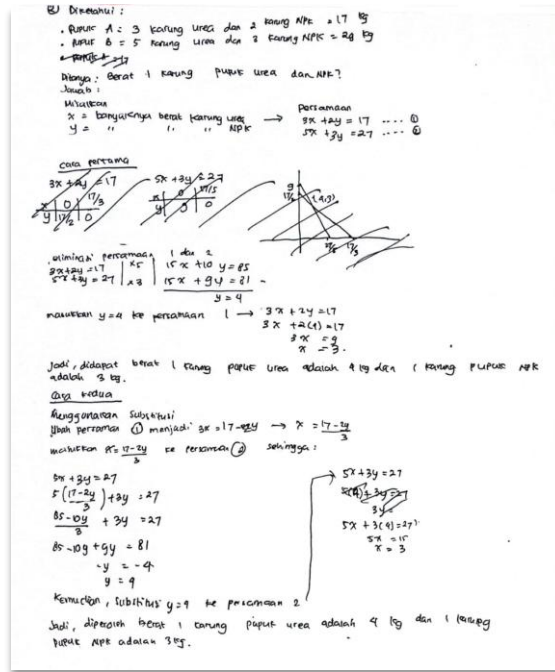 B) Diketahui :
• Pupuk A = 3 karung urea dan 2 karung NPK = 17 kg
• Pupuk B = 5 karung urea dan 3 karung NPK = 27 kg
Ditanya : Berat 1 karung pupuk urea dan NPK?
Jawab :
Misalkan
x = banyaknya berat karung urea →
y = " " " NPK
Persamaan
3x + 2y = 17 .... ①
5x + 3y = 27 .... ②
cara pertama
3x + 2y = 17
x | 0 | 17/3
y | 17/2 | 0
5x + 3y = 27
x 0 17/5
y 9 0
9
17/2
17/3
eliminasi persamaan 1 dan 2
3x + 2y = 17 | x5 | 15x + 10y = 85
5x + 3y = 27 | x3 | 15x + 9y = 81 -
y = 4
masukkan y=4 ke persamaan 1 → 3x + 2y = 17
3x + 2(4) = 17
3x = 9
x = 3.
Jadi, didapat berat 1 karung pupuk urea adalah 4 kg dan 1 karung pupuk NPK
adalah 3 kg.
Cara kedua
Menggunakan Substitusi
Ubah persamaan ① menjadi 3x = 17 - 2y → x = 17-2y/3
masukkan x = 17-2y/3 ke persamaan ② sehingga :
5x + 3y = 27
5(17-2y/3) + 3y = 27
85-10y/3 + 3y = 27
85 - 10y + 9y = 81
-y = -4
y = 4
Kemudian, substitusi y=4 ke persamaan 2
5x + 3y = 27
3y =
5x + 3(4) = 27
5x = 15
x = 3
Jadi, diperoleh berat 1 karung pupuk urea adalah 4 kg dan 1 karung
pupuk NPK adalah 3 kg.